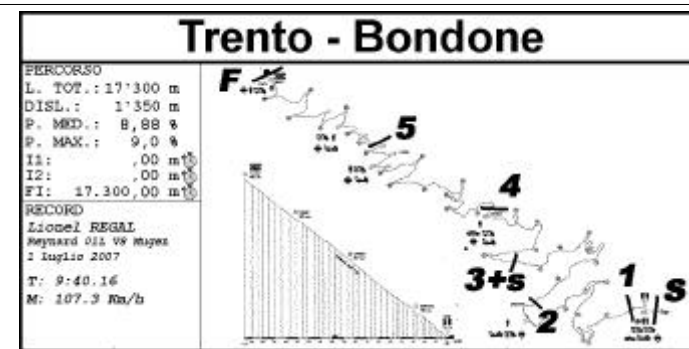 Trento - Bondone
PERCORSO
L. TOT.: 17'300 m
DISL.: 1'350 m
P. MED.: 8,88 %
P. MAX.: 9,0 %
I1: ,00 m
I2: ,00 m
FI: 17.300,00 m
RECORD
Lionel REGAL
Reynard 01L V8 Mugen
1 luglio 2007
T: 9:40.16
M: 107.3 Km/h
F
5
4
3+s
2
1
S